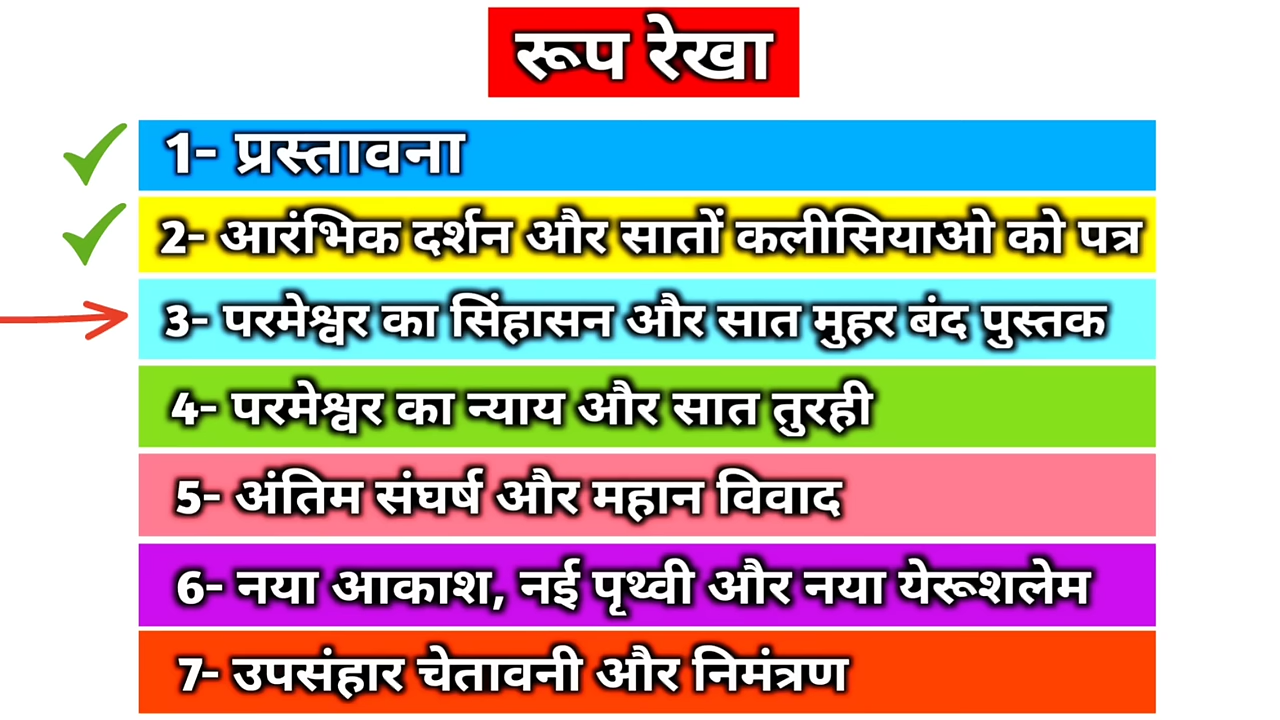 रूप रेखा
1- प्रस्तावना
2- आरंभिक दर्शन और सातों कलीसियाओ को पत्र
3- परमेश्वर का सिंहासन और सात मुहर बंद पुस्तक
4- परमेश्वर का न्याय और सात तुरही
5- अंतिम संघर्ष और महान विवाद
6- नया आकाश, नई पृथ्वी और नया येरूशलेम
7- उपसंहार चेतावनी और निमंत्रण